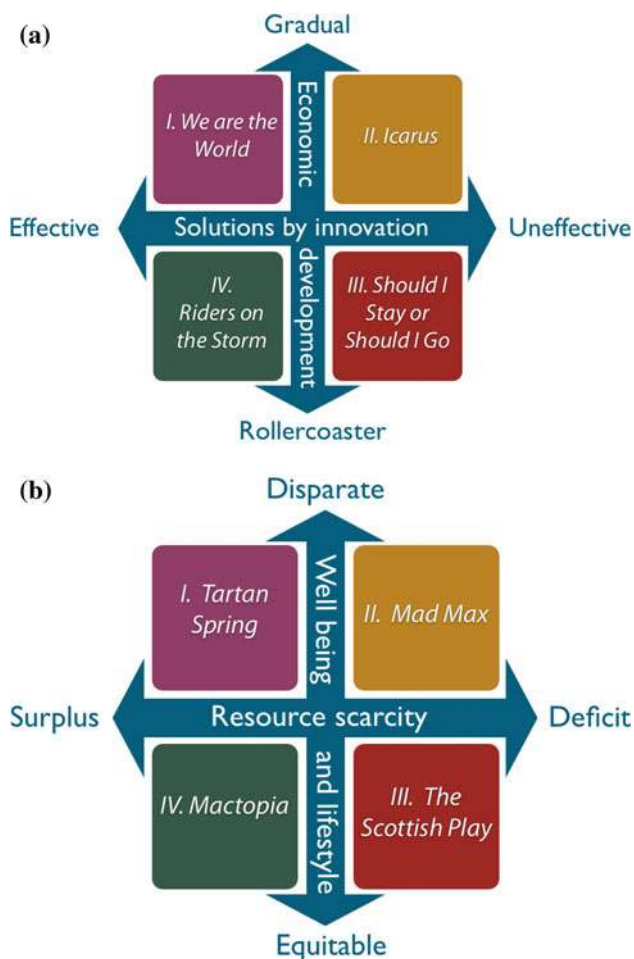 (a)
Gradual
I. We are the
World
Economic
II. Icarus
Effective
Solutions by innovation
Uneffective
IV.
Riders on
the Storm
development
III. Should I
Stay or
Should I Go
Rollercoaster
(b)
Disparate
I. Tartan
Spring
Well being
II. Mad Max
Surplus
Resource scarcity
Deficit
IV. Mactopia
and lifestyle
III. The
Scottish Play
Equitable